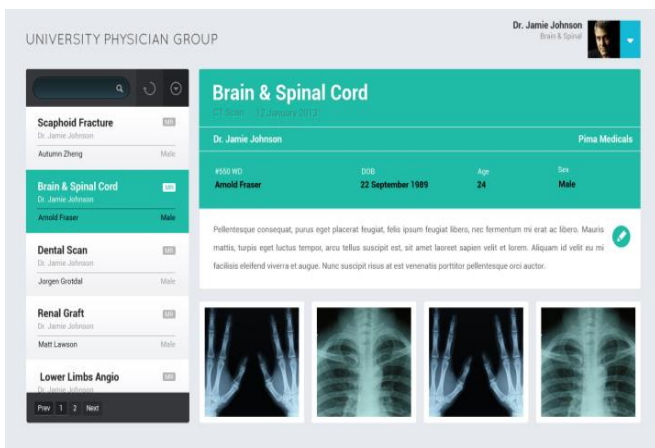 UNIVERSITY PHYSICIAN GROUP
Dr. Jamie Johnson
Brain & Spinal
Scaphoid Fracture
MR
Dr. Jamie Johnson
Autumn Zheng Male
Brain & Spinal Cord
MR
Dr. Jamie Johnson
Arnold Fraser Male
Dental Scan
MR
Dr. Jamie Johnson
Jorgen Grotdal Male
Renal Graft
MR
Dr. Jamie Johnson
Matt Lawson Male
Lower Limbs Angio
MR
Dr. Jamie Johnson
Prev 1 2 Next
Brain & Spinal Cord
CT Scan 12 January 2013
Dr. Jamie Johnson Pima Medicals
#550 WD DOB Age Sex
Arnold Fraser 22 September 1989 24 Male
Pellentesque consequat, purus eget placerat feugiat, felis ipsum feugiat libero, nec fermentum mi erat ac libero. Mauris
mattis, turpis eget luctus tempor, arcu tellus suscipit est, sit amet laoreet sapien velit et lorem. Aliquam id velit eu mi
facilisis eleifend viverra et augue. Nunc suscipit risus at est venenatis porttitor pellentesque orci auctor.